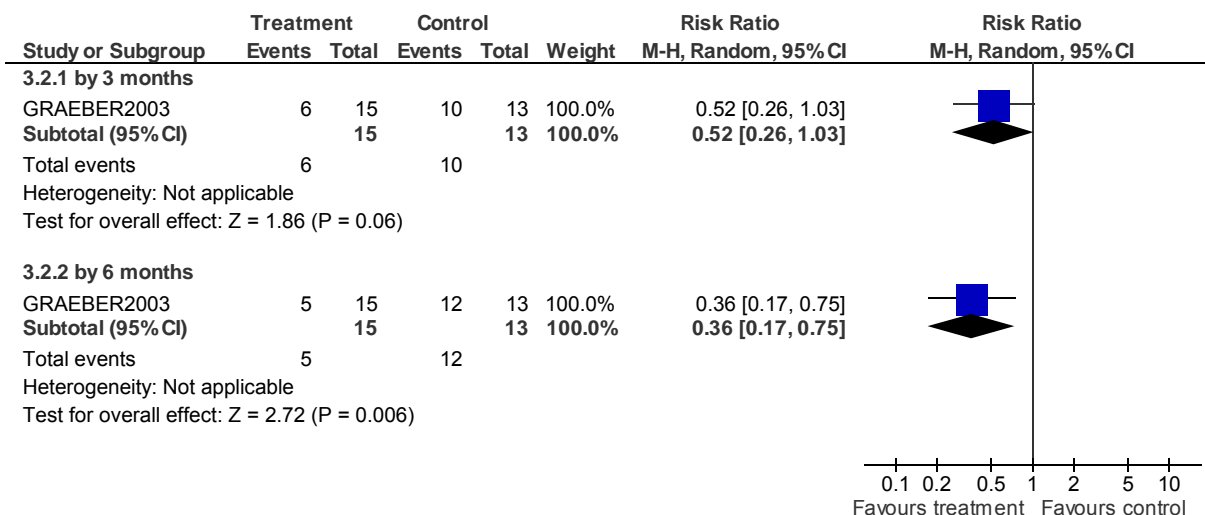 Treatment Control Risk Ratio Risk Ratio
Study or Subgroup Events Total Events Total Weight M-H, Random, 95% CI M-H, Random, 95% CI
3.2.1 by 3 months
GRAEBER2003 6 15 10 13 100.0% 0.52 [0.26, 1.03]
Subtotal (95% CI) 15 13 100.0% 0.52 [0.26, 1.03]
Total events 6 10
Heterogeneity: Not applicable
Test for overall effect: Z = 1.86 (P = 0.06)
3.2.2 by 6 months
GRAEBER2003 5 15 12 13 100.0% 0.36 [0.17, 0.75]
Subtotal (95% CI) 15 13 100.0% 0.36 [0.17, 0.75]
Total events 5 12
Heterogeneity: Not applicable
Test for overall effect: Z = 2.72 (P = 0.006)
0.1 0.2 0.5 1 2 5 10
Favours treatment Favours control